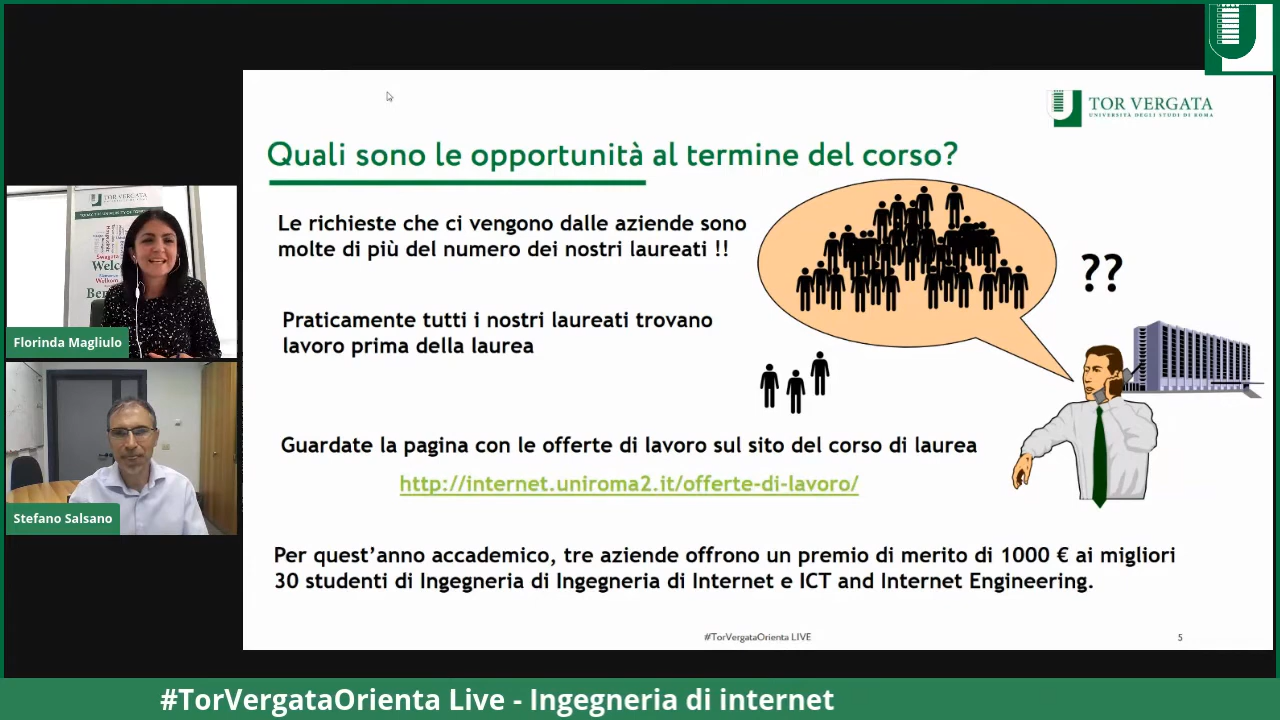 TOR VERGATA
UNIVERSITÀ DEGLI STUDI DI ROMA
Quali sono le opportunità al termine del corso?
Le richieste che ci vengono dalle aziende sono
molte di più del numero dei nostri laureati !!
??
Praticamente tutti i nostri laureati trovano
lavoro prima della laurea
Guardate la pagina con le offerte di lavoro sul sito del corso di laurea
http://internet.uniroma2.it/offerte-di-lavoro/
Per quest'anno accademico, tre aziende offrono un premio di merito di 1000 € ai migliori
30 studenti di Ingegneria di Ingegneria di Internet e ICT and Internet Engineering.
#TorVergataOrienta LIVE
5
TOR VERGATA
Florinda Magliulo
Stefano Salsano
#TorVergataOrienta Live - Ingegneria di internet